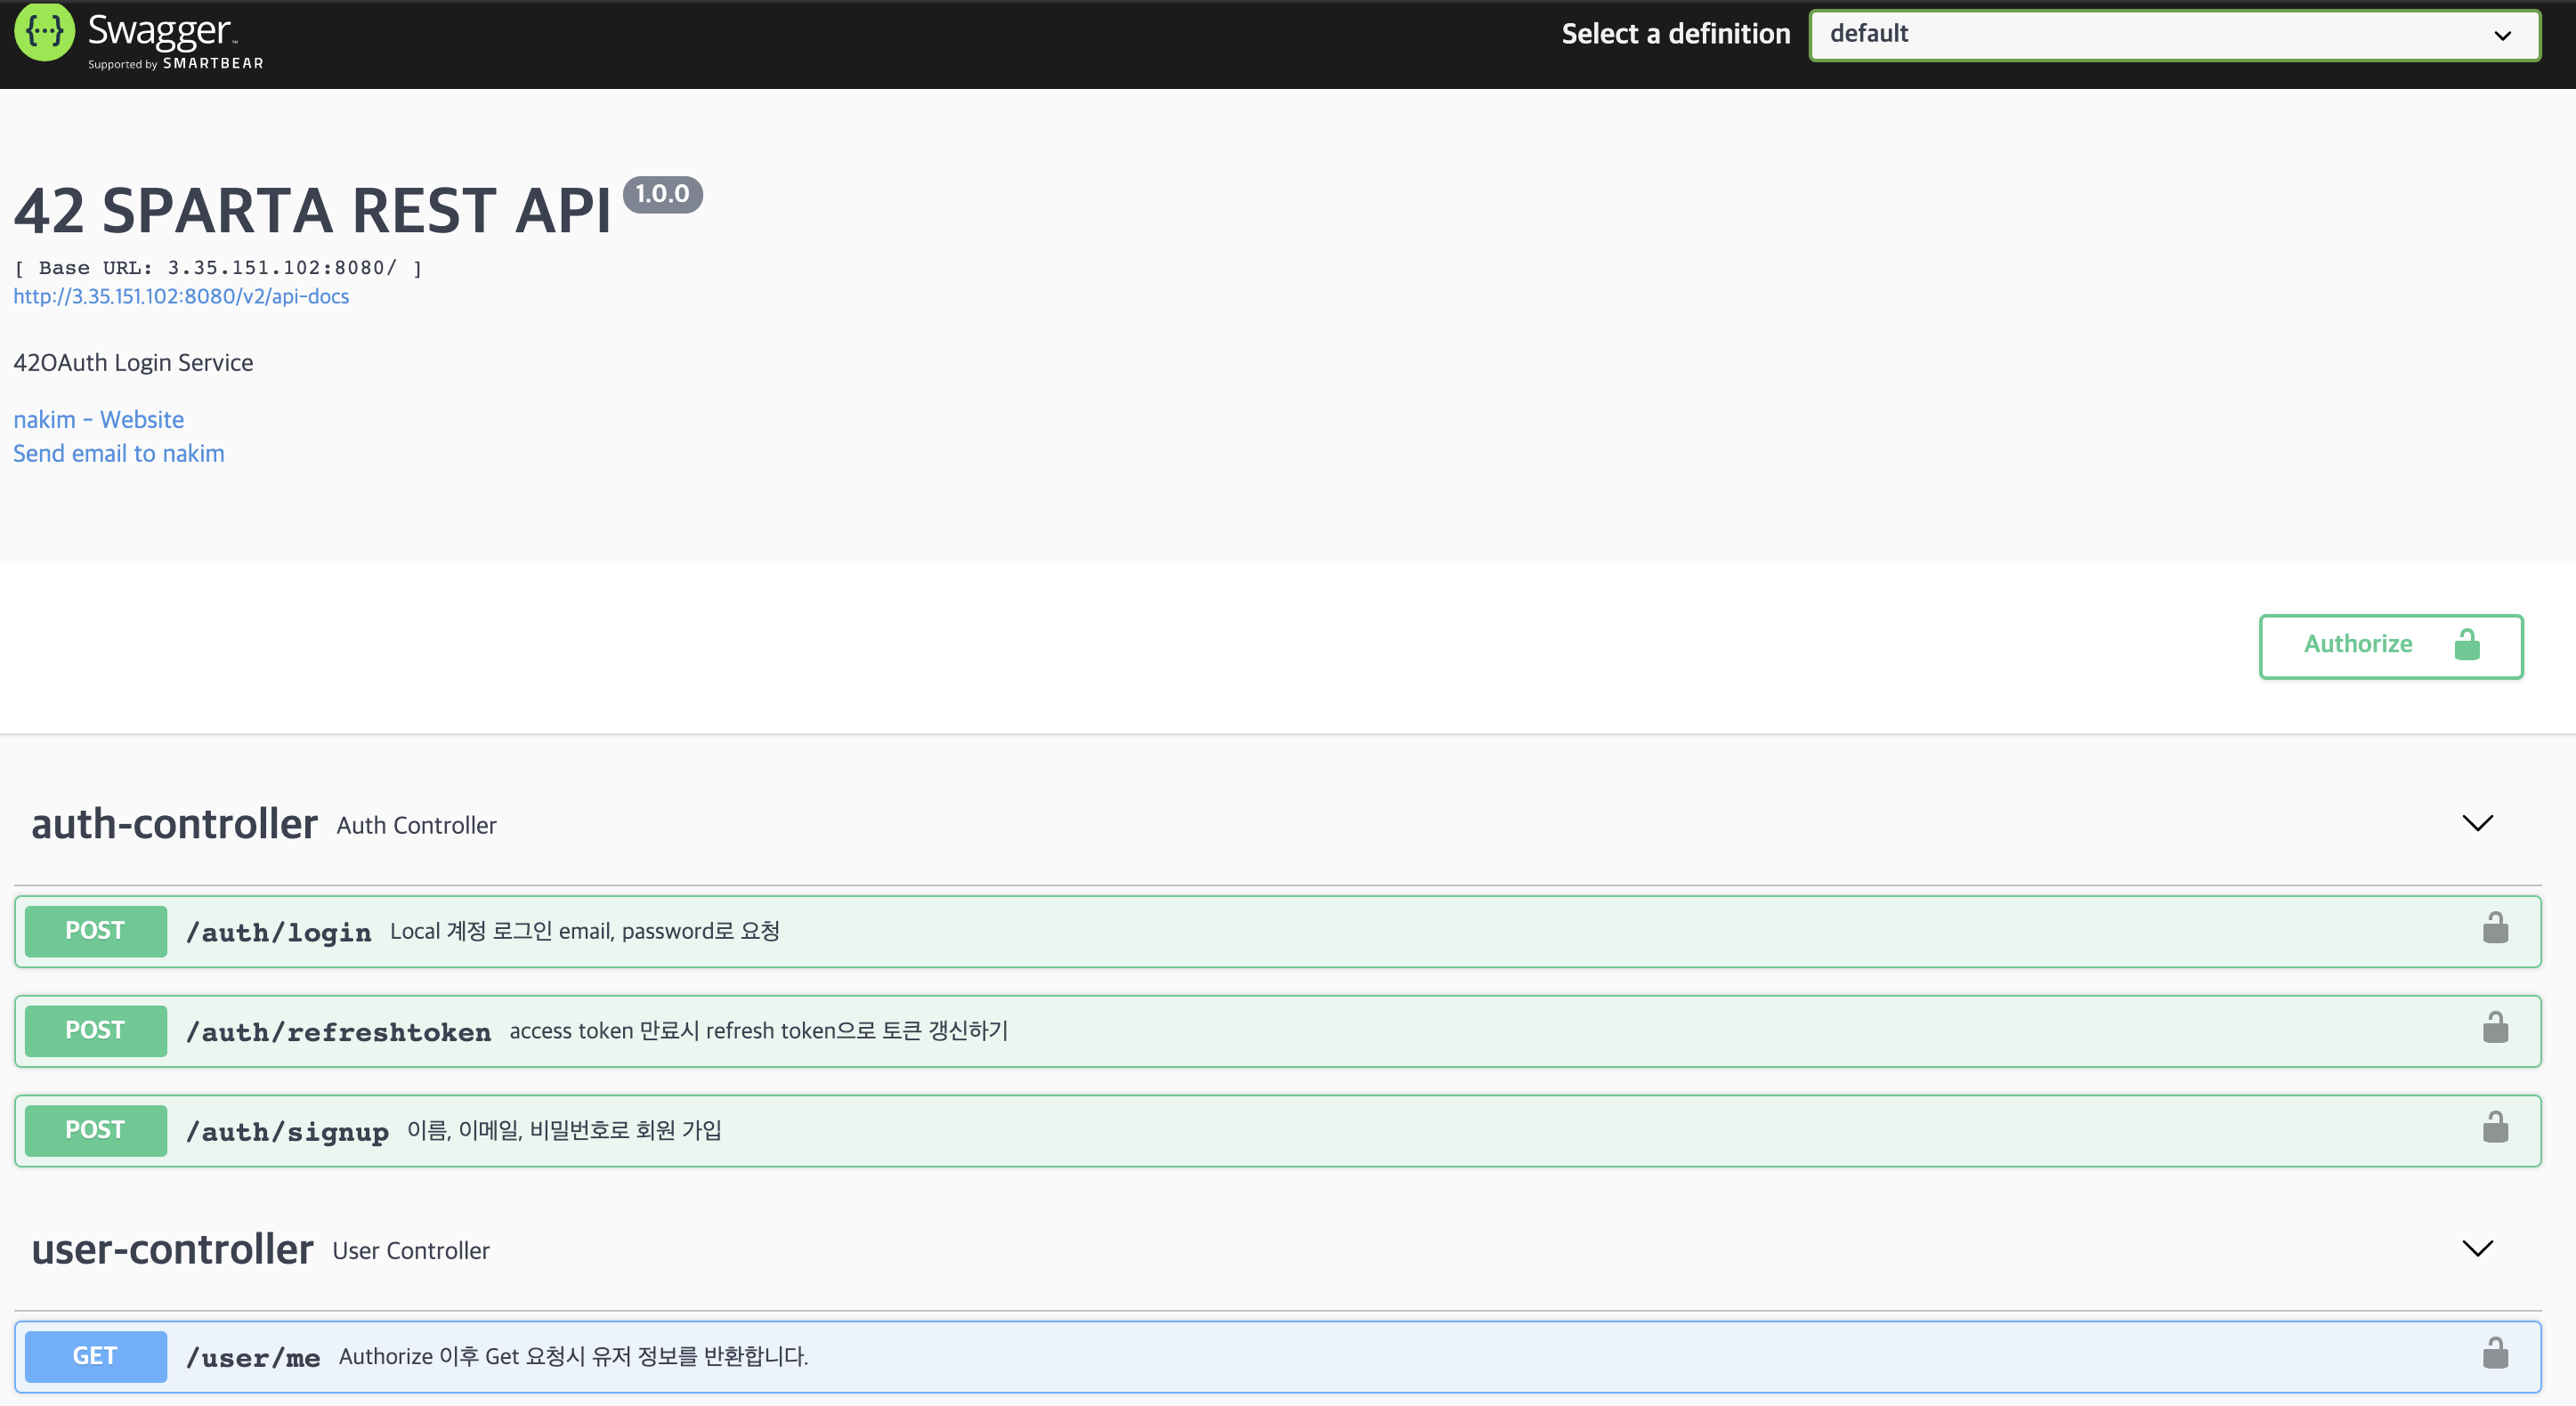 Swagger™
Supported by SMARTBEAR
Select a definition
default
42 SPARTA REST API 1.0.0
[ Base URL: 3.35.151.102:8080/ ]
http://3.35.151.102:8080/v2/api-docs
42OAuth Login Service
nakim - Website
Send email to nakim
Authorize
auth-controller Auth Controller
POST /auth/login Local 계정 로그인 email, password로 요청
POST /auth/refreshtoken access token 만료시 refresh token으로 토큰 갱신하기
POST /auth/signup 이름, 이메일, 비밀번호로 회원 가입
user-controller User Controller
GET /user/me Authorize 이후 Get 요청시 유저 정보를 반환합니다.